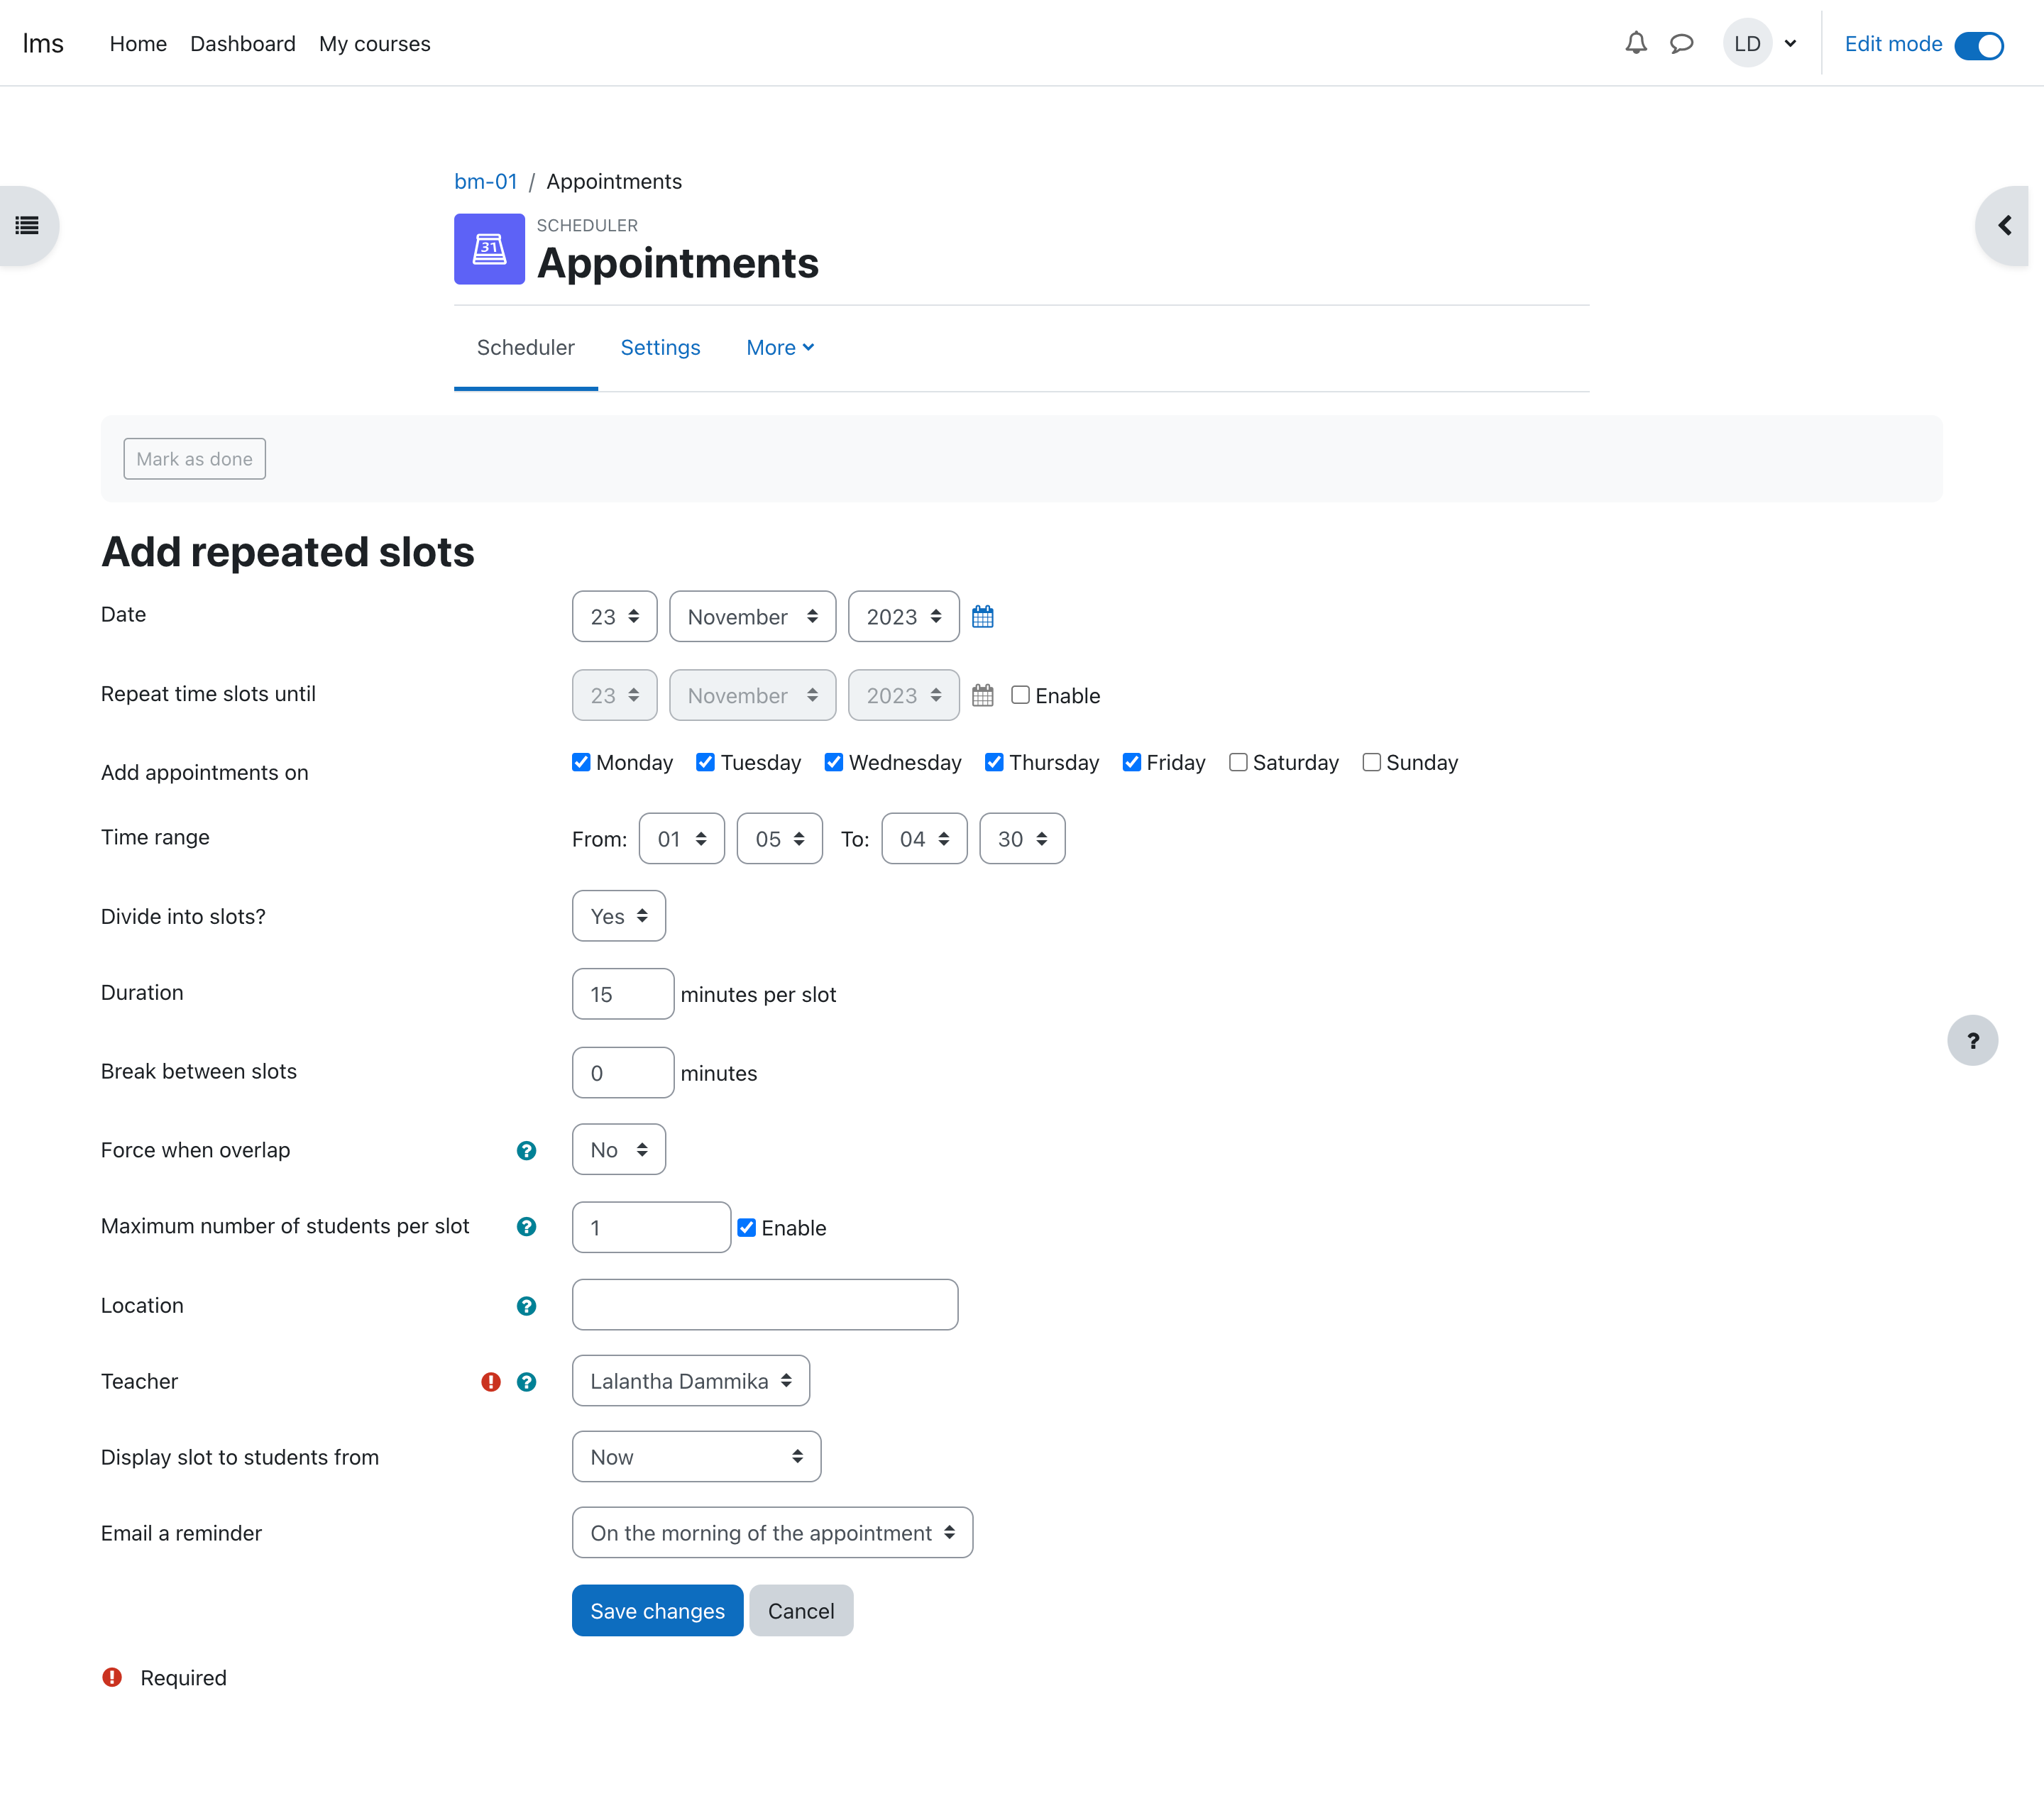 lms Home Dashboard My courses LD Edit mode
bm-01 / Appointments
31
SCHEDULER
Appointments
Scheduler Settings More
Mark as done
Add repeated slots
Date 23 November 2023
Repeat time slots until 23 November 2023 Enable
Add appointments on Monday Tuesday Wednesday Thursday Friday Saturday Sunday
Time range From: 01 05 To: 04 30
Divide into slots? Yes
Duration 15 minutes per slot
?
Break between slots 0 minutes
Force when overlap ? No
Maximum number of students per slot ? 1 Enable
Location ?
Teacher ! ? Lalantha Dammika
Display slot to students from Now
Email a reminder On the morning of the appointment
Save changes Cancel
! Required